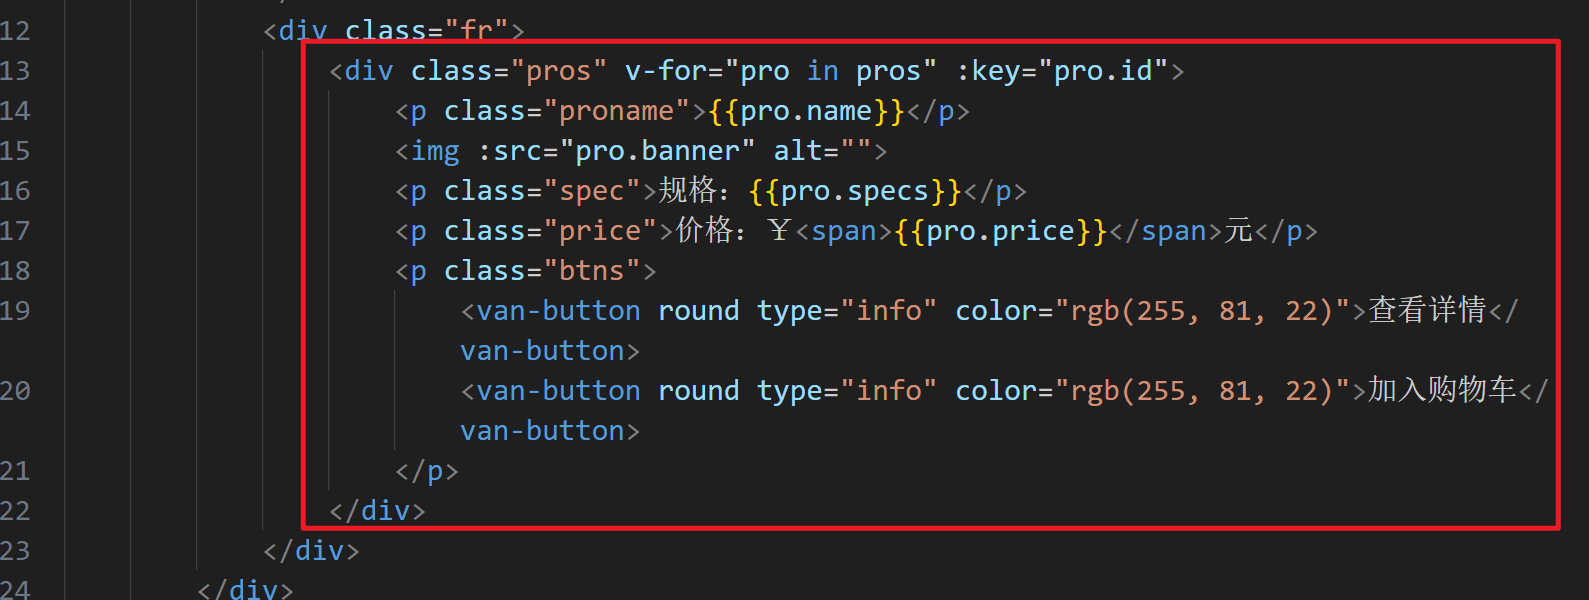 12 <div class="fr">
13 <div class="pros" v-for="pro in pros" :key="pro.id">
14 <p class="proname">{{pro.name}}</p>
15 <img :src="pro.banner" alt="">
16 <p class="spec">规格：{{pro.specs}}</p>
17 <p class="price">价格：￥<span>{{pro.price}}</span>元</p>
18 <p class="btns">
19 <van-button round type="info" color="rgb(255, 81, 22)">查看详情</
van-button>
20 <van-button round type="info" color="rgb(255, 81, 22)">加入购物车</
van-button>
21 </p>
22 </div>
23 </div>
24 </div>